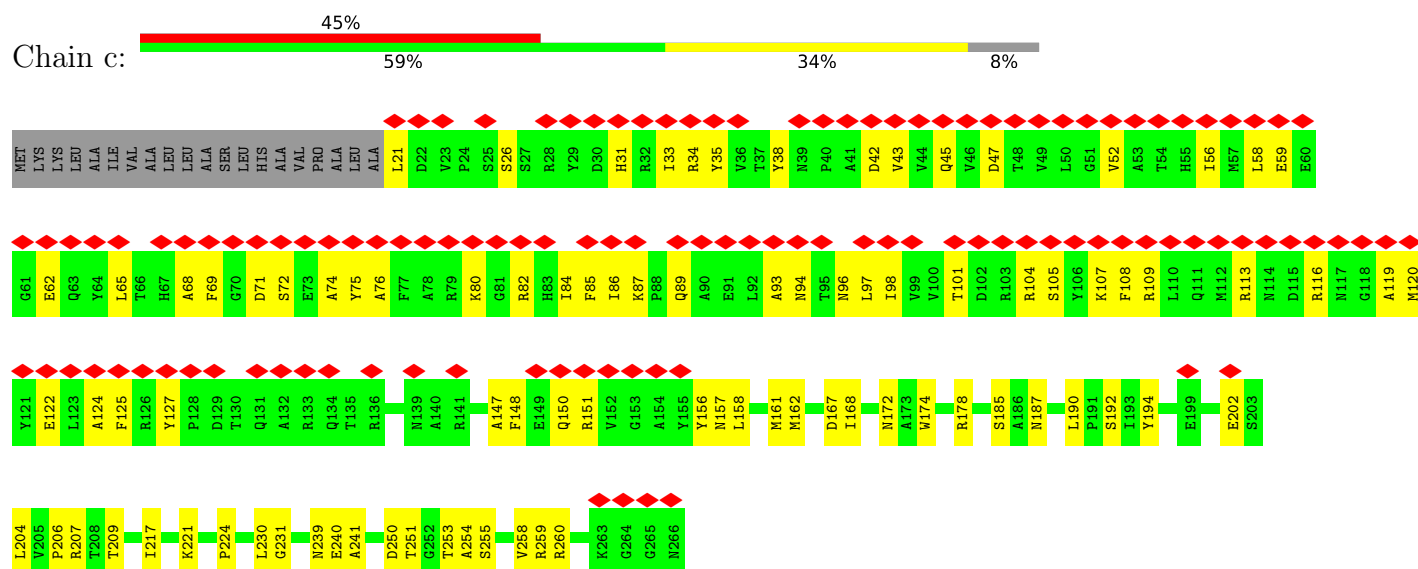 45%
Chain c:
59% 34% 8%
MET LYS LYS LEU LEU ALA ILE VAL ALA LEU LEU ALA SER LEU HIS ALA VAL PRO ALA LEU ALA L21 D22 V23 P24 S25 S26 S27 R28 Y29 D30 H31 R32 I33 R34 Y35 V36 T37 Y38 N39 P40 A41 D42 V43 V44 Q45 V46 D47 T48 V49 L50 G51 V52 A53 T54 H55 I56 M57 L58 E59 E60
G61 E62 Q63 Y64 L65 T66 H67 A68 F69 G70 D71 S72 E73 A74 Y75 A76 F77 A78 R79 K80 G81 R82 H83 I84 F85 I86 K87 P88 Q89 A90 E91 L92 A93 N94 T95 N96 L97 I98 V99 V100 T101 D102 R103 R104 S105 Y106 K107 F108 R109 L110 Q111 M112 R113 N114 D115 R116 N117 G118 A119 M120
Y121 E122 L123 A124 F125 R126 Y127 P128 D129 T130 Q131 A132 R133 Q134 T135 R136 N139 A140 R141 A147 F148 E149 Q150 R151 V152 G153 A154 Y155 Y156 N157 L158 M161 M162 D167 I168 N172 A173 W174 R178 S185 A186 N187 L190 P191 S192 I193 Y194 E199 E202 S203
L204 V205 P206 R207 T208 T209 I217 K221 P224 L230 G231 N239 E240 A241 D250 T251 G252 T253 A254 S255 V258 R259 R260 K263 G264 G265 N266